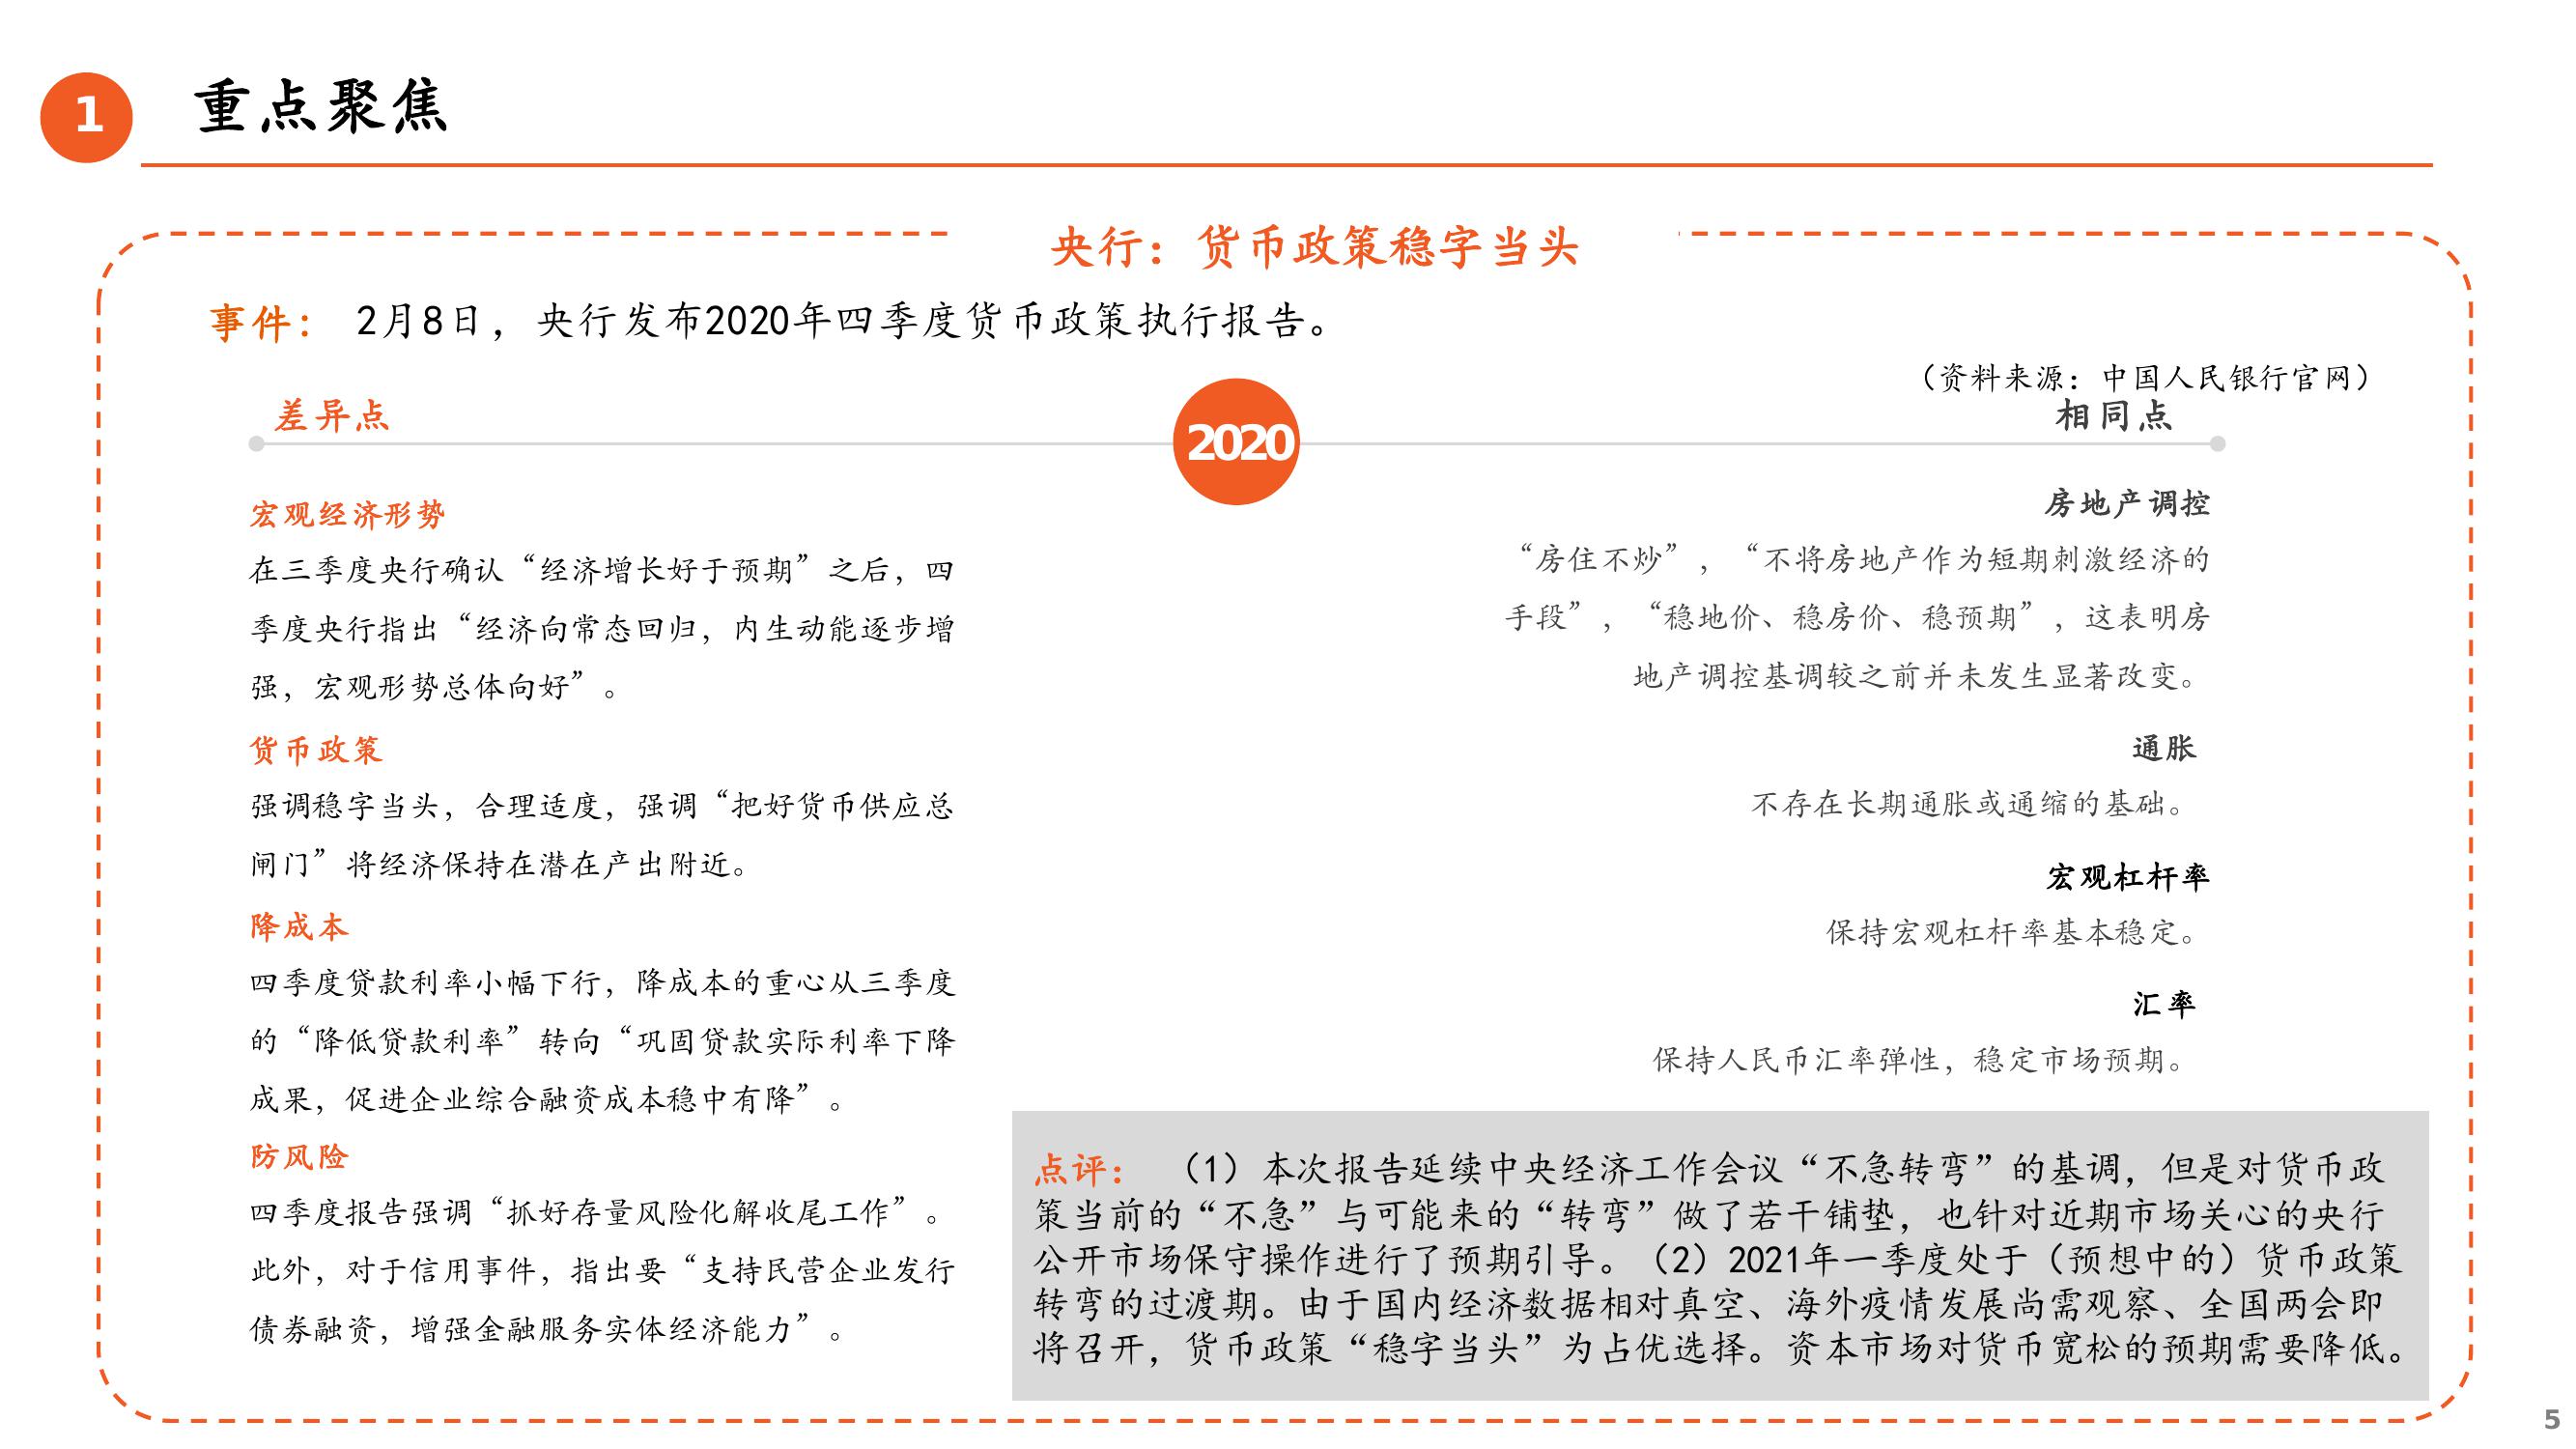 1
重点聚焦
央行：货币政策稳字当头
事件： 2月8日，央行发布2020年四季度货币政策执行报告。
（资料来源：中国人民银行官网）
差异点
2020
相同点
宏观经济形势
在三季度央行确认“经济增长好于预期”之后，四
季度央行指出“经济向常态回归，内生动能逐步增
强，宏观形势总体向好”。
货币政策
强调稳字当头，合理适度，强调“把好货币供应总
闸门”将经济保持在潜在产出附近。
降成本
四季度贷款利率小幅下行，降成本的重心从三季度
的“降低贷款利率”转向“巩固贷款实际利率下降
成果，促进企业综合融资成本稳中有降”。
防风险
四季度报告强调“抓好存量风险化解收尾工作”。
此外，对于信用事件，指出要“支持民营企业发行
债券融资，增强金融服务实体经济能力”。
房地产调控
“房住不炒”，“不将房地产作为短期刺激经济的
手段”，“稳地价、稳房价、稳预期”，这表明房
地产调控基调较之前并未发生显著改变。
通胀
不存在长期通胀或通缩的基础。
宏观杠杆率
保持宏观杠杆率基本稳定。
汇率
保持人民币汇率弹性，稳定市场预期。
点评： （1）本次报告延续中央经济工作会议“不急转弯”的基调，但是对货币政
策当前的“不急”与可能来的“转弯”做了若干铺垫，也针对近期市场关心的央行
公开市场保守操作进行了预期引导。（2）2021年一季度处于（预想中的）货币政策
转弯的过渡期。由于国内经济数据相对真空、海外疫情发展尚需观察、全国两会即
将召开，货币政策“稳字当头”为占优选择。资本市场对货币宽松的预期需要降低。
5